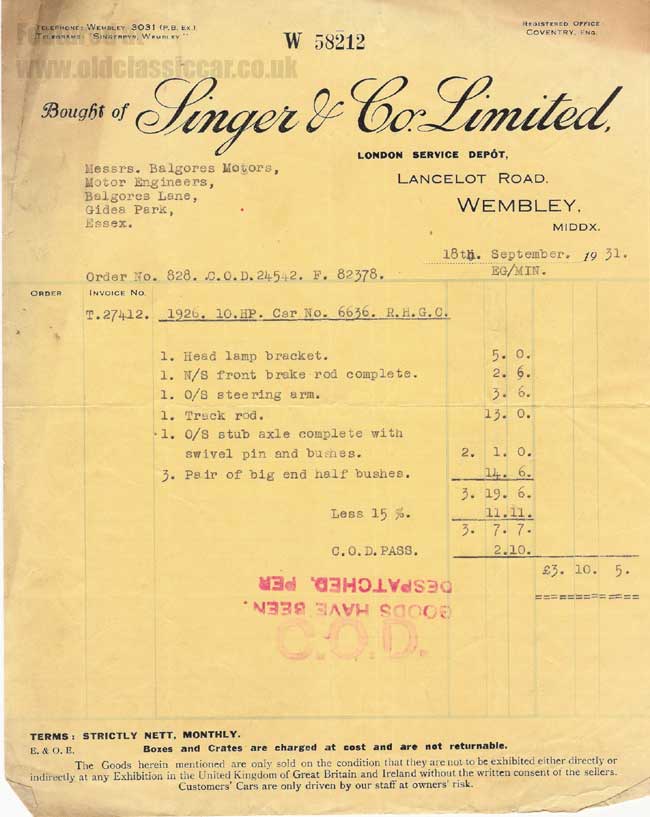 Telephone: Wembley 3031 (P.B. Ex.)
Telegrams: "Singerdep, Wembley"
www.oldclassiccar.co.uk
W 58212
Registered Office:
Coventry, Eng.
Bought of Singer & Co. Limited,
LONDON SERVICE DEPÔT,
LANCELOT ROAD,
WEMBLEY,
MIDDX.
Messrs. Balgores Motors,
Motor Engineers,
Balgores Lane,
Gidea Park,
Essex.
18th. September. 1931.
EG/MIN.
Order No. 828. C.O.D.24542. F. 82378.
ORDER INVOICE NO.
T.27412. 1926. 10.HP. Car No. 6636. R.H.G.C.
1. Head lamp bracket. 5. 0.
1. N/S front brake rod complete. 2. 6.
1. O/S steering arm. 3. 6.
1. Track rod. 13. 0.
1. O/S stub axle complete with
swivel pin and bushes. 2. 1. 0.
3. Pair of big end half bushes. 14. 6.
3. 19. 6.
Less 15 %. 11.11.
3. 7. 7.
C.O.D.PASS. 2.10.
£3. 10. 5.
==========
C.O.D.
GOODS HAVE BEEN.
DESPATCHED. PER
TERMS: STRICTLY NETT, MONTHLY.
E. & O. E. Boxes and Crates are charged at cost and are not returnable.
The Goods herein mentioned are only sold on the condition that they are not to be exhibited either directly or
indirectly at any Exhibition in the United Kingdom of Great Britain and Ireland without the written consent of the sellers.
Customers' Cars are only driven by our staff at owners' risk.